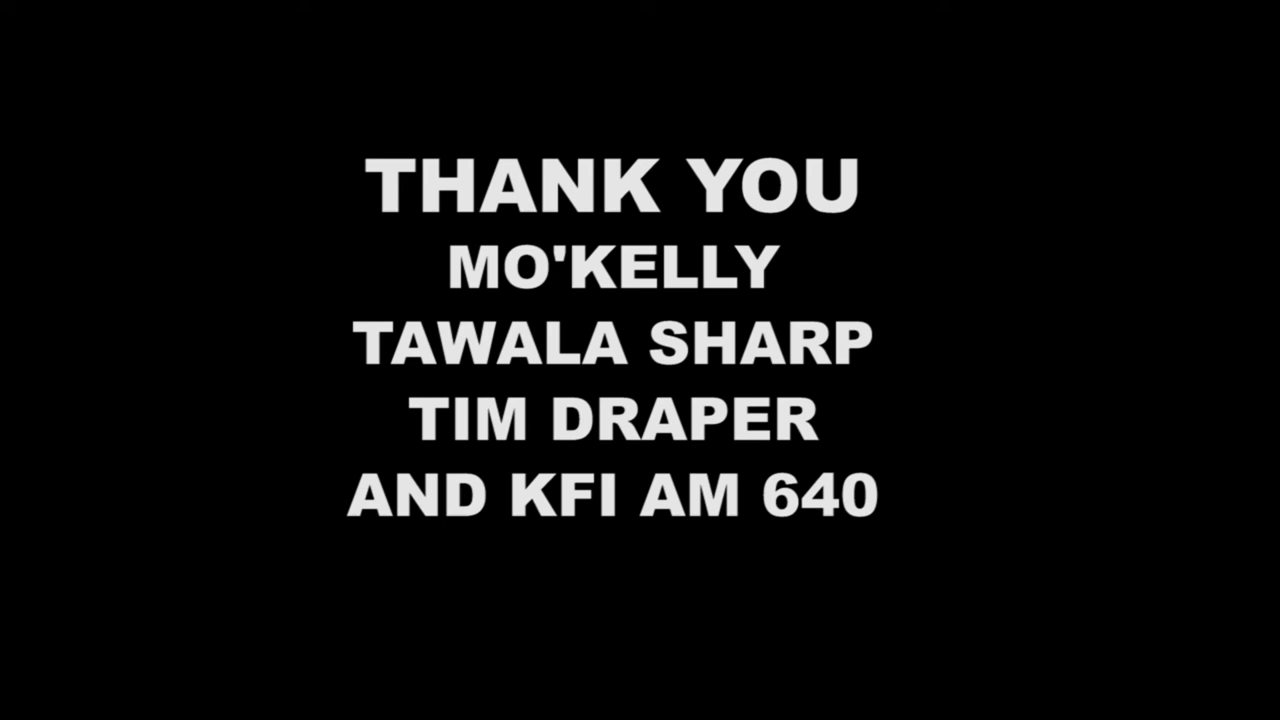 THANK YOU
MO'KELLY
TAWALA SHARP
TIM DRAPER
AND KFI AM 640